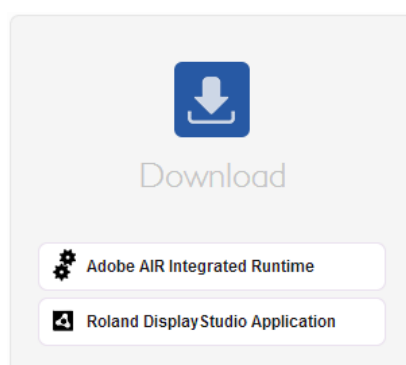 Download
Adobe AIR Integrated Runtime
Roland DisplayStudio Application